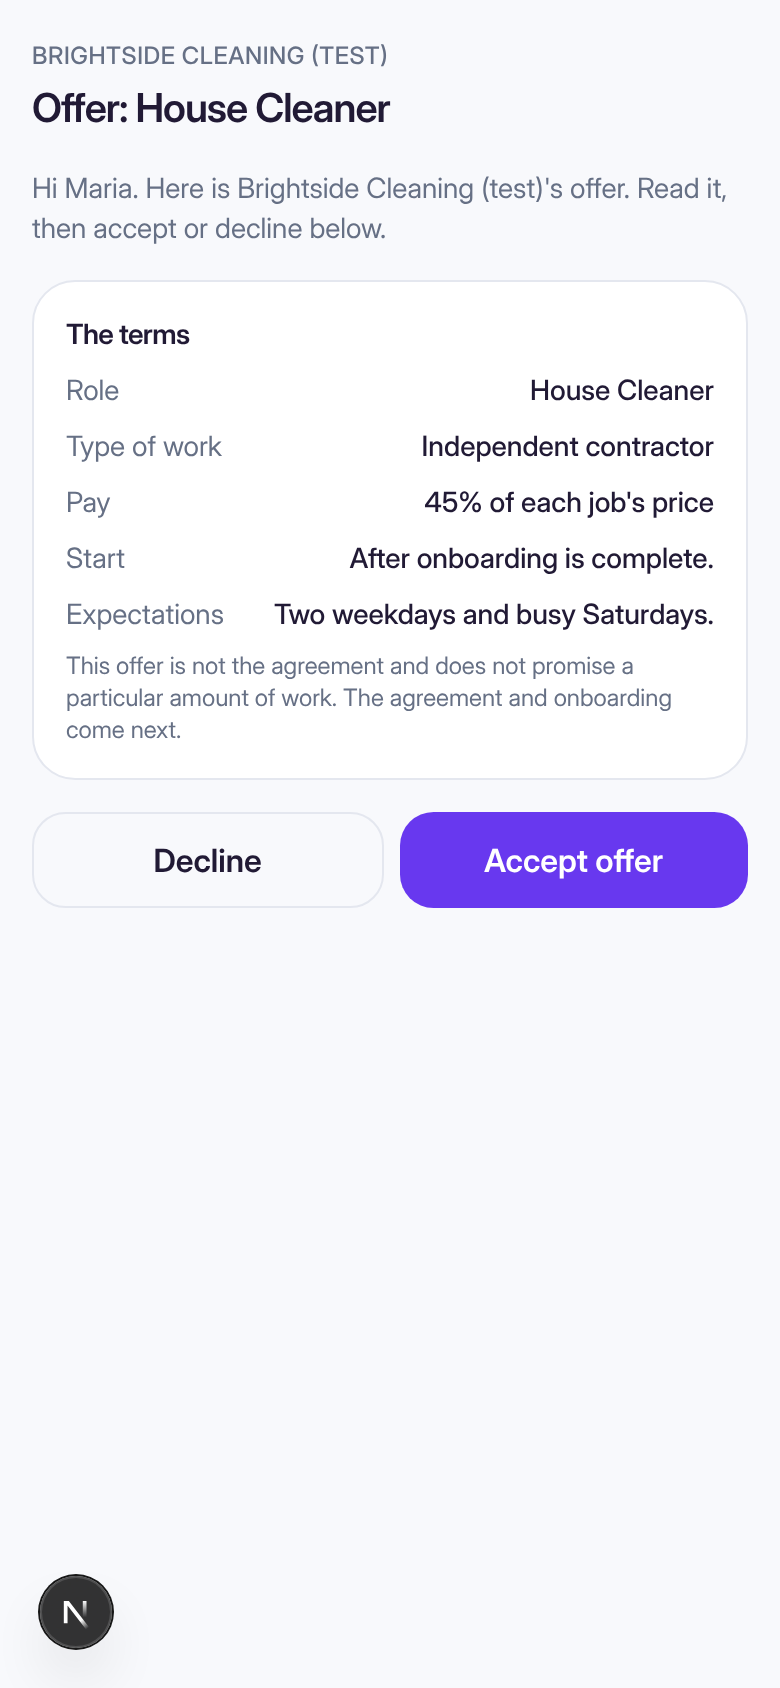 BRIGHTSIDE CLEANING (TEST)
Offer: House Cleaner
Hi Maria. Here is Brightside Cleaning (test)'s offer. Read it,
then accept or decline below.
The terms
Role House Cleaner
Type of work Independent contractor
Pay 45% of each job's price
Start After onboarding is complete.
Expectations Two weekdays and busy Saturdays.
This offer is not the agreement and does not promise a
particular amount of work. The agreement and onboarding
come next.
Decline Accept offer
N